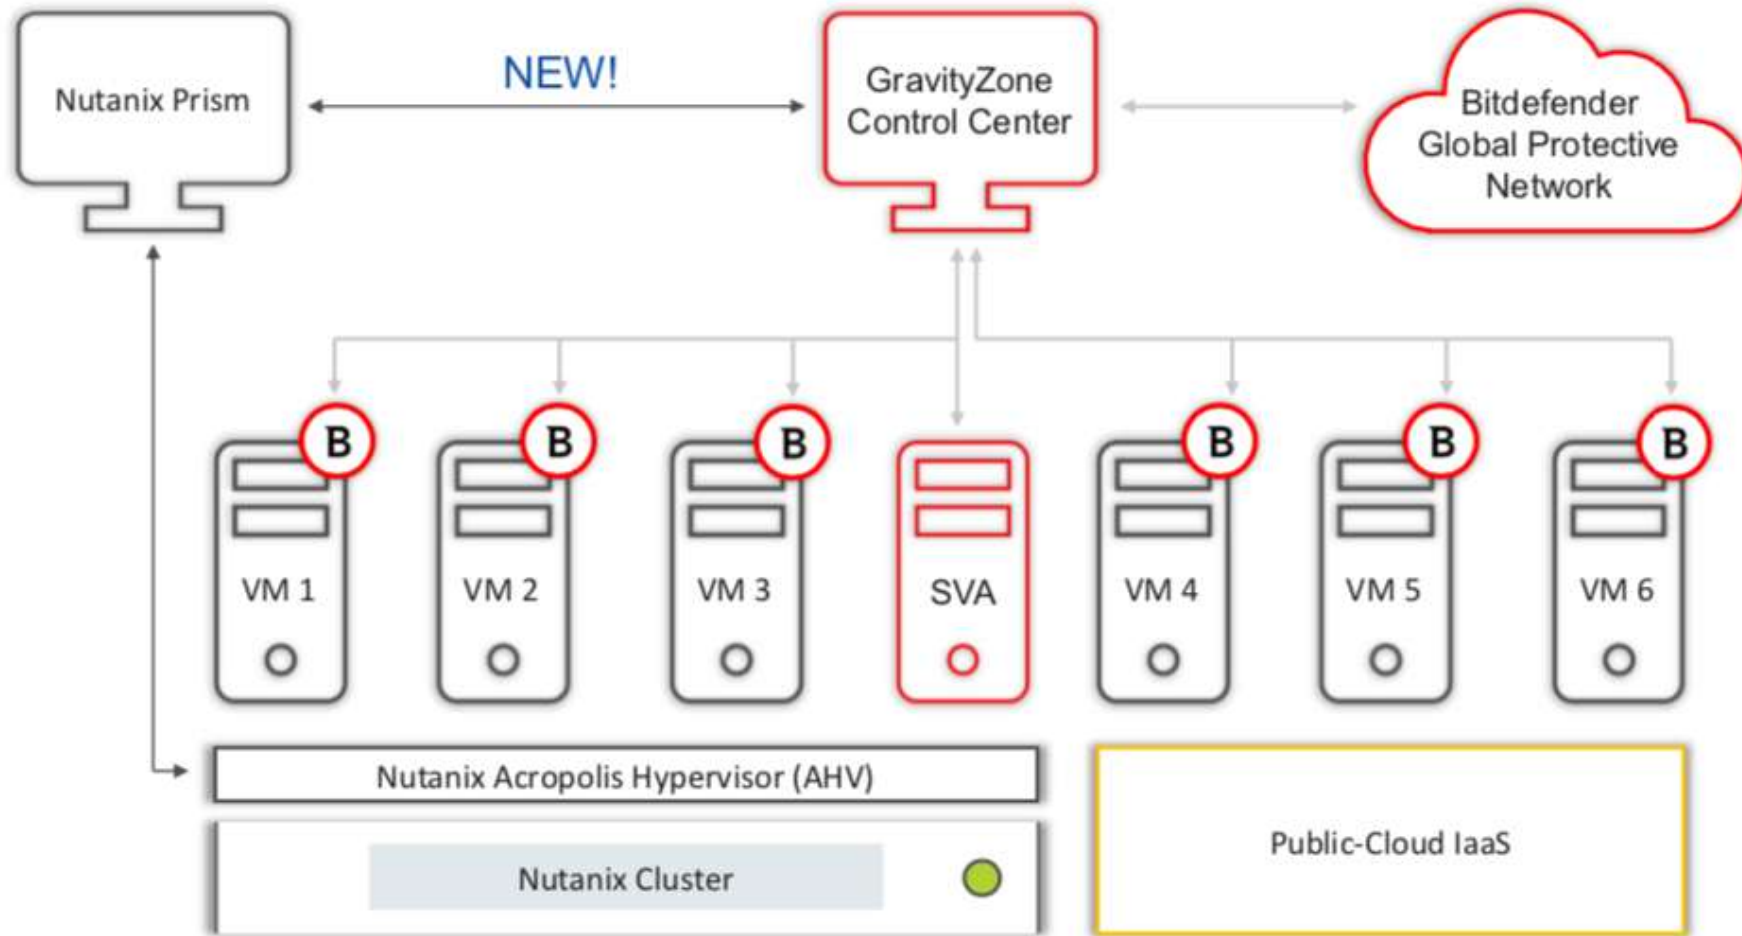 Nutanix Prism
NEW!
GravityZone
Control Center
Bitdefender
Global Protective
Network
B
B
B
B
B
B
VM 1
VM 2
VM 3
SVA
VM 4
VM 5
VM 6
Nutanix Acropolis Hypervisor (AHV)
Nutanix Cluster
Public-Cloud IaaS